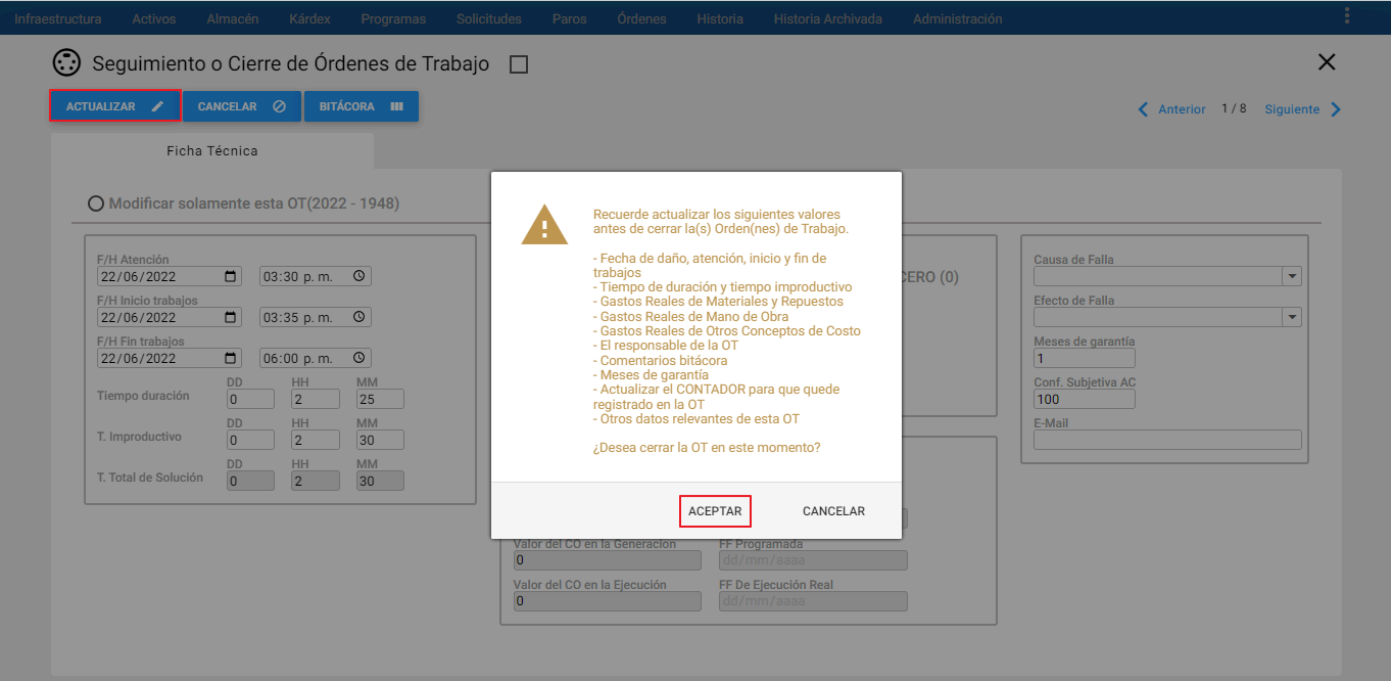 Infraestructura Activos Almacén Kárdex Programas Solicitudes Paros Órdenes Historia Historia Archivada Administración
Seguimiento o Cierre de Órdenes de Trabajo
ACTUALIZAR CANCELAR BITÁCORA
Anterior 1 / 8 Siguiente
Ficha Técnica
Modificar solamente esta OT(2022 - 1948)
F/H Atención
22/06/2022 03:30 p. m.
F/H Inicio trabajos
22/06/2022 03:35 p. m.
F/H Fin trabajos
22/06/2022 06:00 p. m.
DD HH MM
Tiempo duración 0 2 25
DD HH MM
T. Improductivo 0 2 30
DD HH MM
T. Total de Solución 0 2 30
Recuerde actualizar los siguientes valores
antes de cerrar la(s) Orden(nes) de Trabajo.
- Fecha de daño, atención, inicio y fin de
trabajos
- Tiempo de duración y tiempo improductivo
- Gastos Reales de Materiales y Repuestos
- Gastos Reales de Mano de Obra
- Gastos Reales de Otros Conceptos de Costo
- El responsable de la OT
- Comentarios bitácora
- Meses de garantía
- Actualizar el CONTADOR para que quede
registrado en la OT
- Otros datos relevantes de esta OT
¿Desea cerrar la OT en este momento?
ACEPTAR CANCELAR
CERO (0)
Valor del CO en la Generacion FF Programada
0 dd/mm/aaaa
Valor del CO en la Ejecución FF De Ejecución Real
0 dd/mm/aaaa
Causa de Falla
Efecto de Falla
Meses de garantía
1
Conf. Subjetiva AC
100
E-Mail